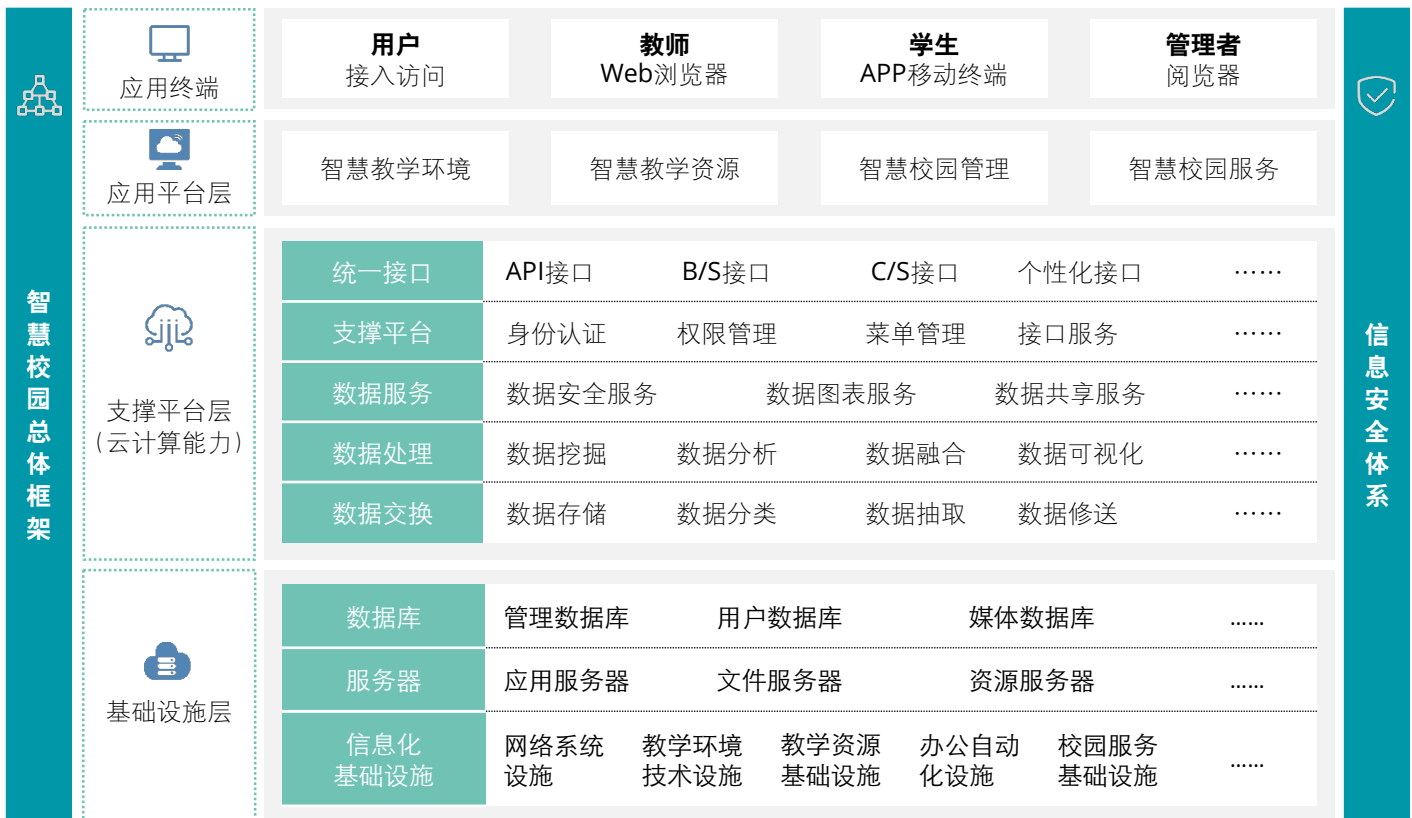 智慧校园总体框架
应用终端
用户
接入访问
教师
Web浏览器
学生
APP移动终端
管理者
阅览器
应用平台层
智慧教学环境
智慧教学资源
智慧校园管理
智慧校园服务
支撑平台层
（云计算能力）
统一接口
API接口
B/S接口
C/S接口
个性化接口
……
支撑平台
身份认证
权限管理
菜单管理
接口服务
……
数据服务
数据安全服务
数据图表服务
数据共享服务
……
数据处理
数据挖掘
数据分析
数据融合
数据可视化
……
数据交换
数据存储
数据分类
数据抽取
数据修送
……
基础设施层
数据库
管理数据库
用户数据库
媒体数据库
......
服务器
应用服务器
文件服务器
资源服务器
......
信息化
基础设施
网络系统
设施
教学环境
技术设施
教学资源
基础设施
办公自动
化设施
校园服务
基础设施
......
信息安全体系